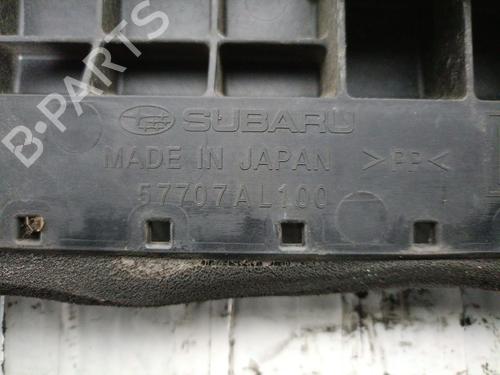 B-PARTS
SUBARU
MADE IN JAPAN >PP<
57707AL100